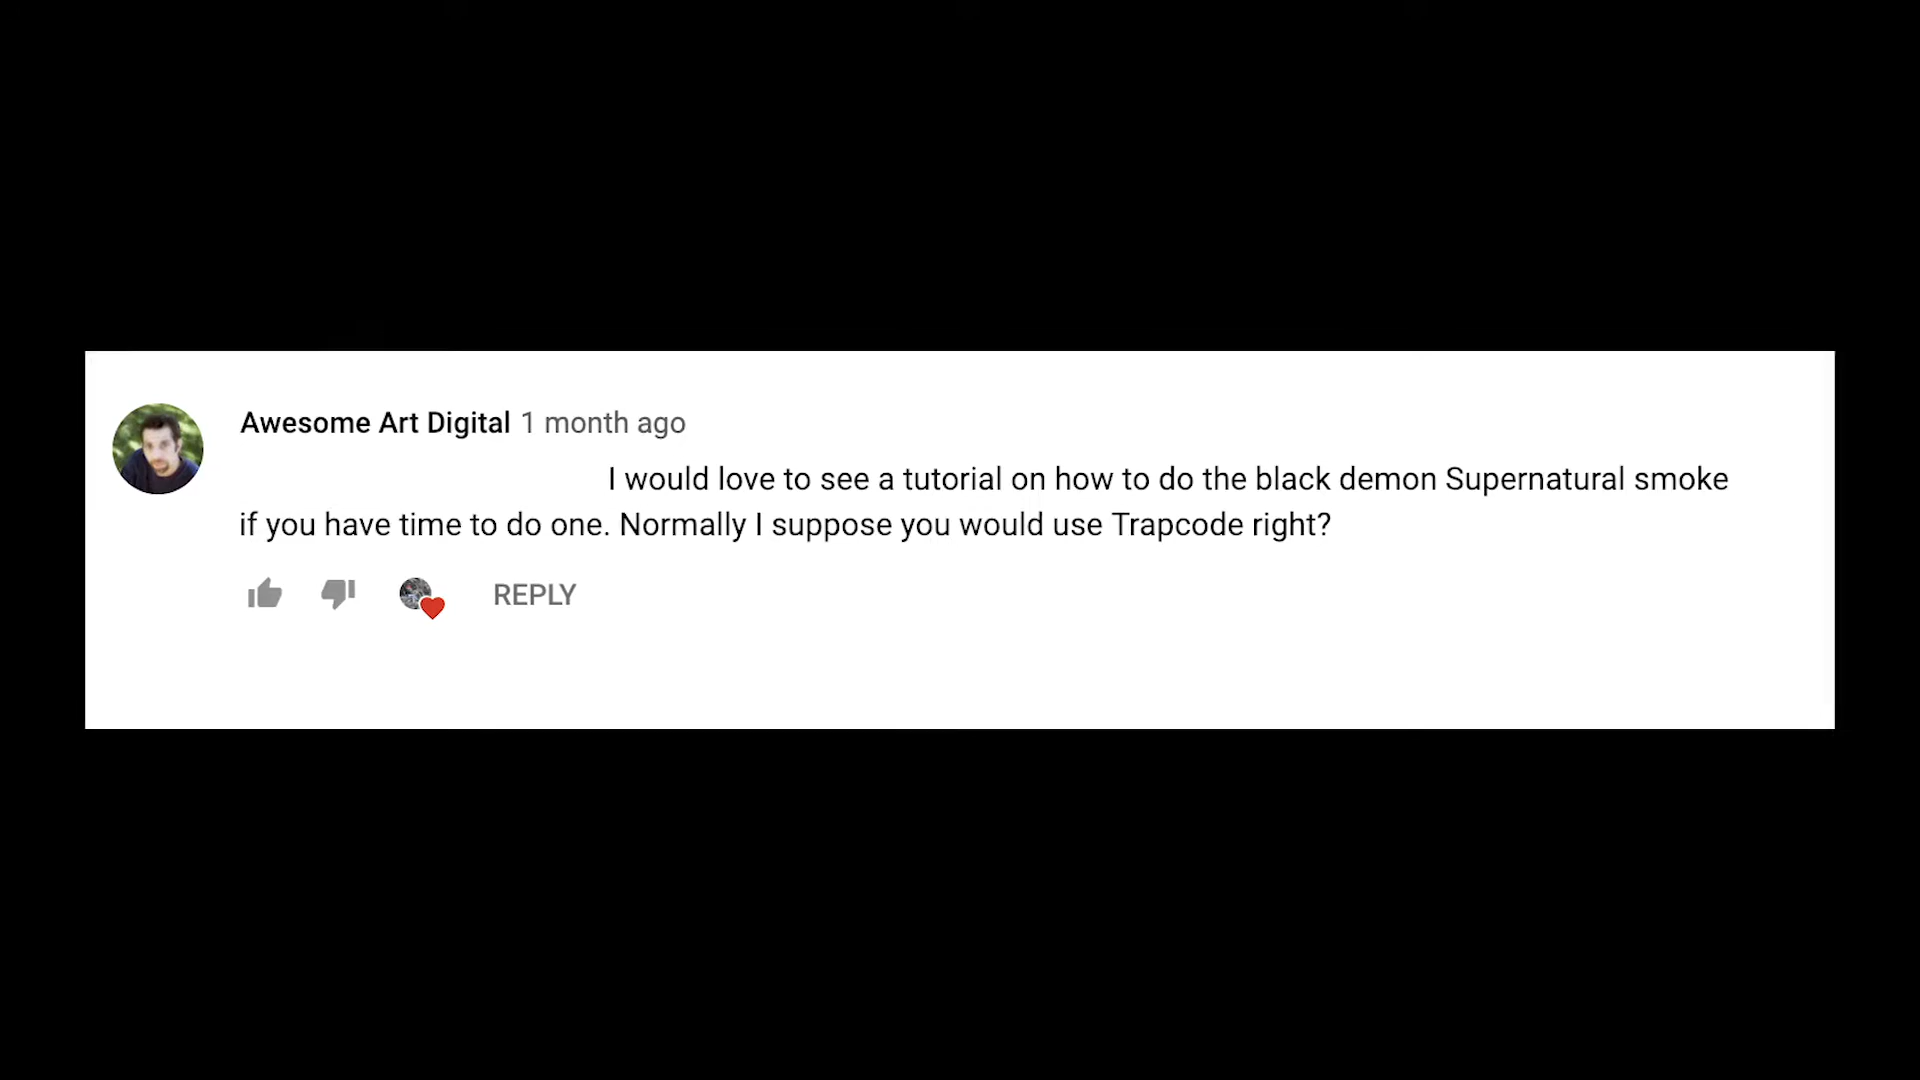 Awesome Art Digital 1 month ago
I would love to see a tutorial on how to do the black demon Supernatural smoke
if you have time to do one. Normally I suppose you would use Trapcode right?
REPLY